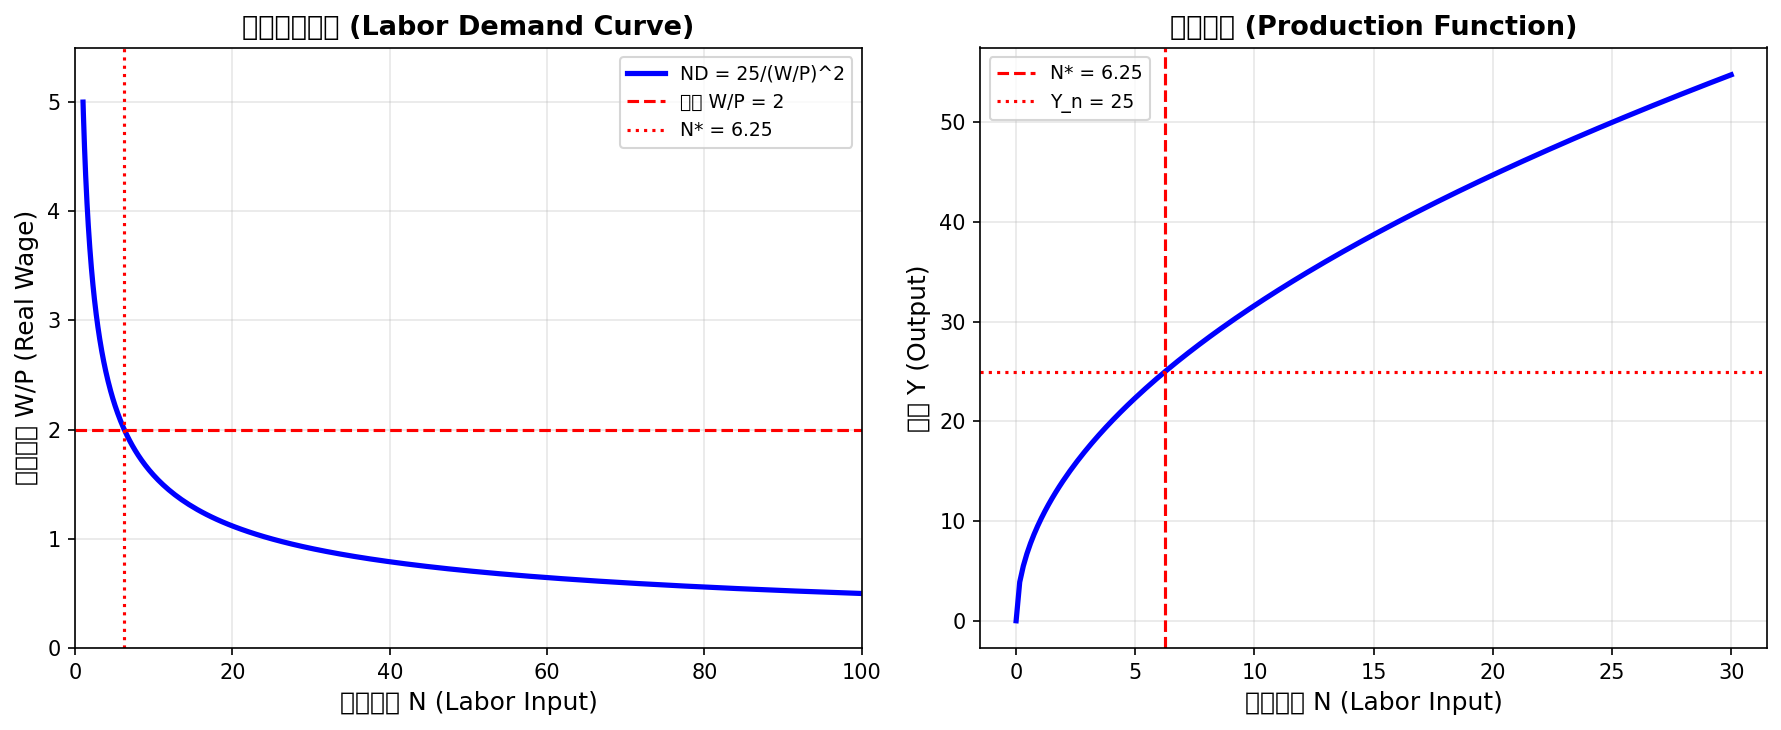 (Labor Demand Curve)
ND = 25/(W/P)^2
W/P = 2
N* = 6.25
W/P (Real Wage)
5
4
3
2
1
0
0 20 40 60 80 100
N (Labor Input)
(Production Function)
N* = 6.25
Y_n = 25
Y (Output)
50
40
30
20
10
0
0 5 10 15 20 25 30
N (Labor Input)